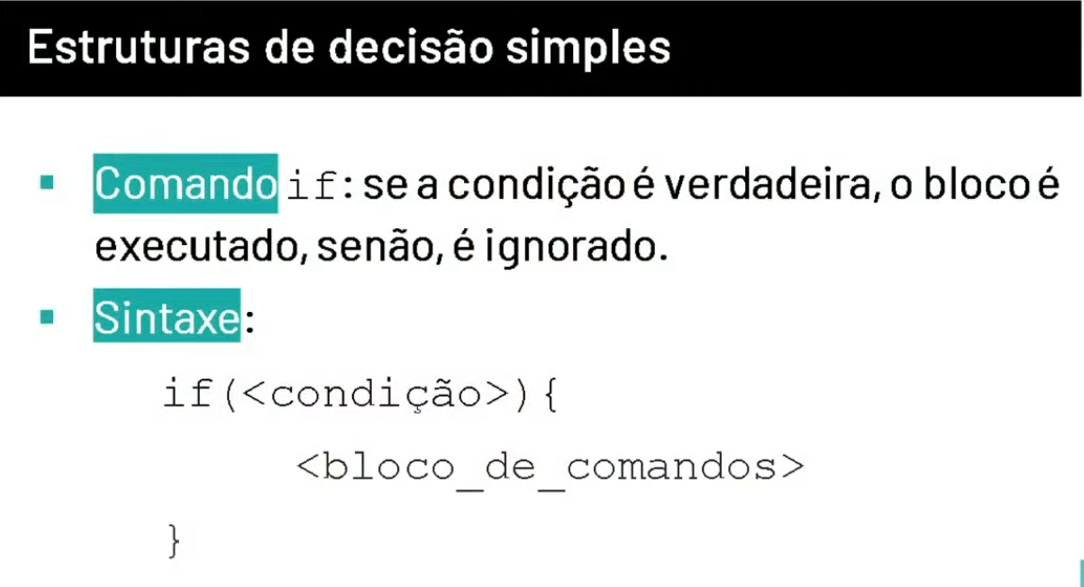 Estruturas de decisão simples
▪ Comando if: se a condição é verdadeira, o bloco é
executado, senão, é ignorado.
▪ Sintaxe:
if(<condição>){
<bloco_de_comandos>
}